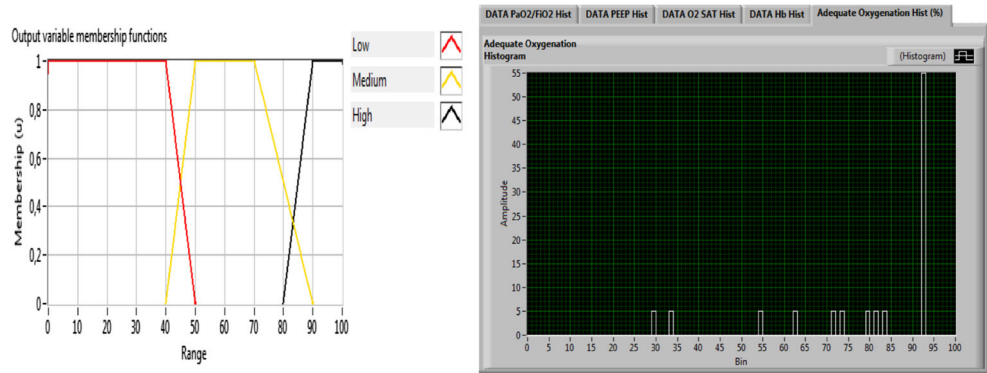 Output variable membership functions
Low
Medium
High
1
0,8
0,6
0,4
0,2
0
Membership (u)
0 10 20 30 40 50 60 70 80 90 100
Range
DATA PaO2/FiO2 Hist DATA PEEP Hist DATA O2 SAT Hist DATA Hb Hist Adequate Oxygenation Hist (%)
Adequate Oxygenation
Histogram
(Histogram)
55
50
45
40
35
30
25
20
15
10
5
0
Amplitude
0 5 10 15 20 25 30 35 40 45 50 55 60 65 70 75 80 85 90 95 100
Bin